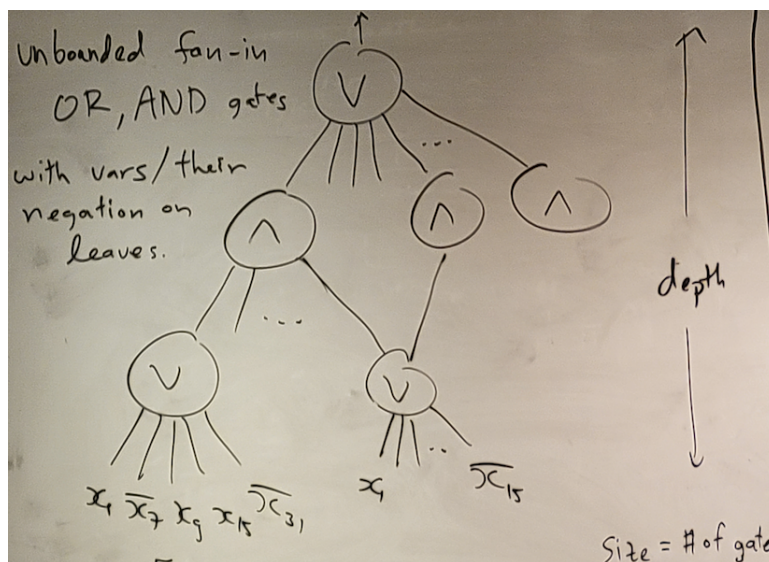 unbounded fan-in
OR, AND gates
with vars/their
negation on
leaves.
∨
...
∧ ∧ ∧
...
∨ ∨
..
x₁ x̅₇ x₉ x₁₅ x̅₃₁
x₁ x̅₁₅
depth
Size = # of gate